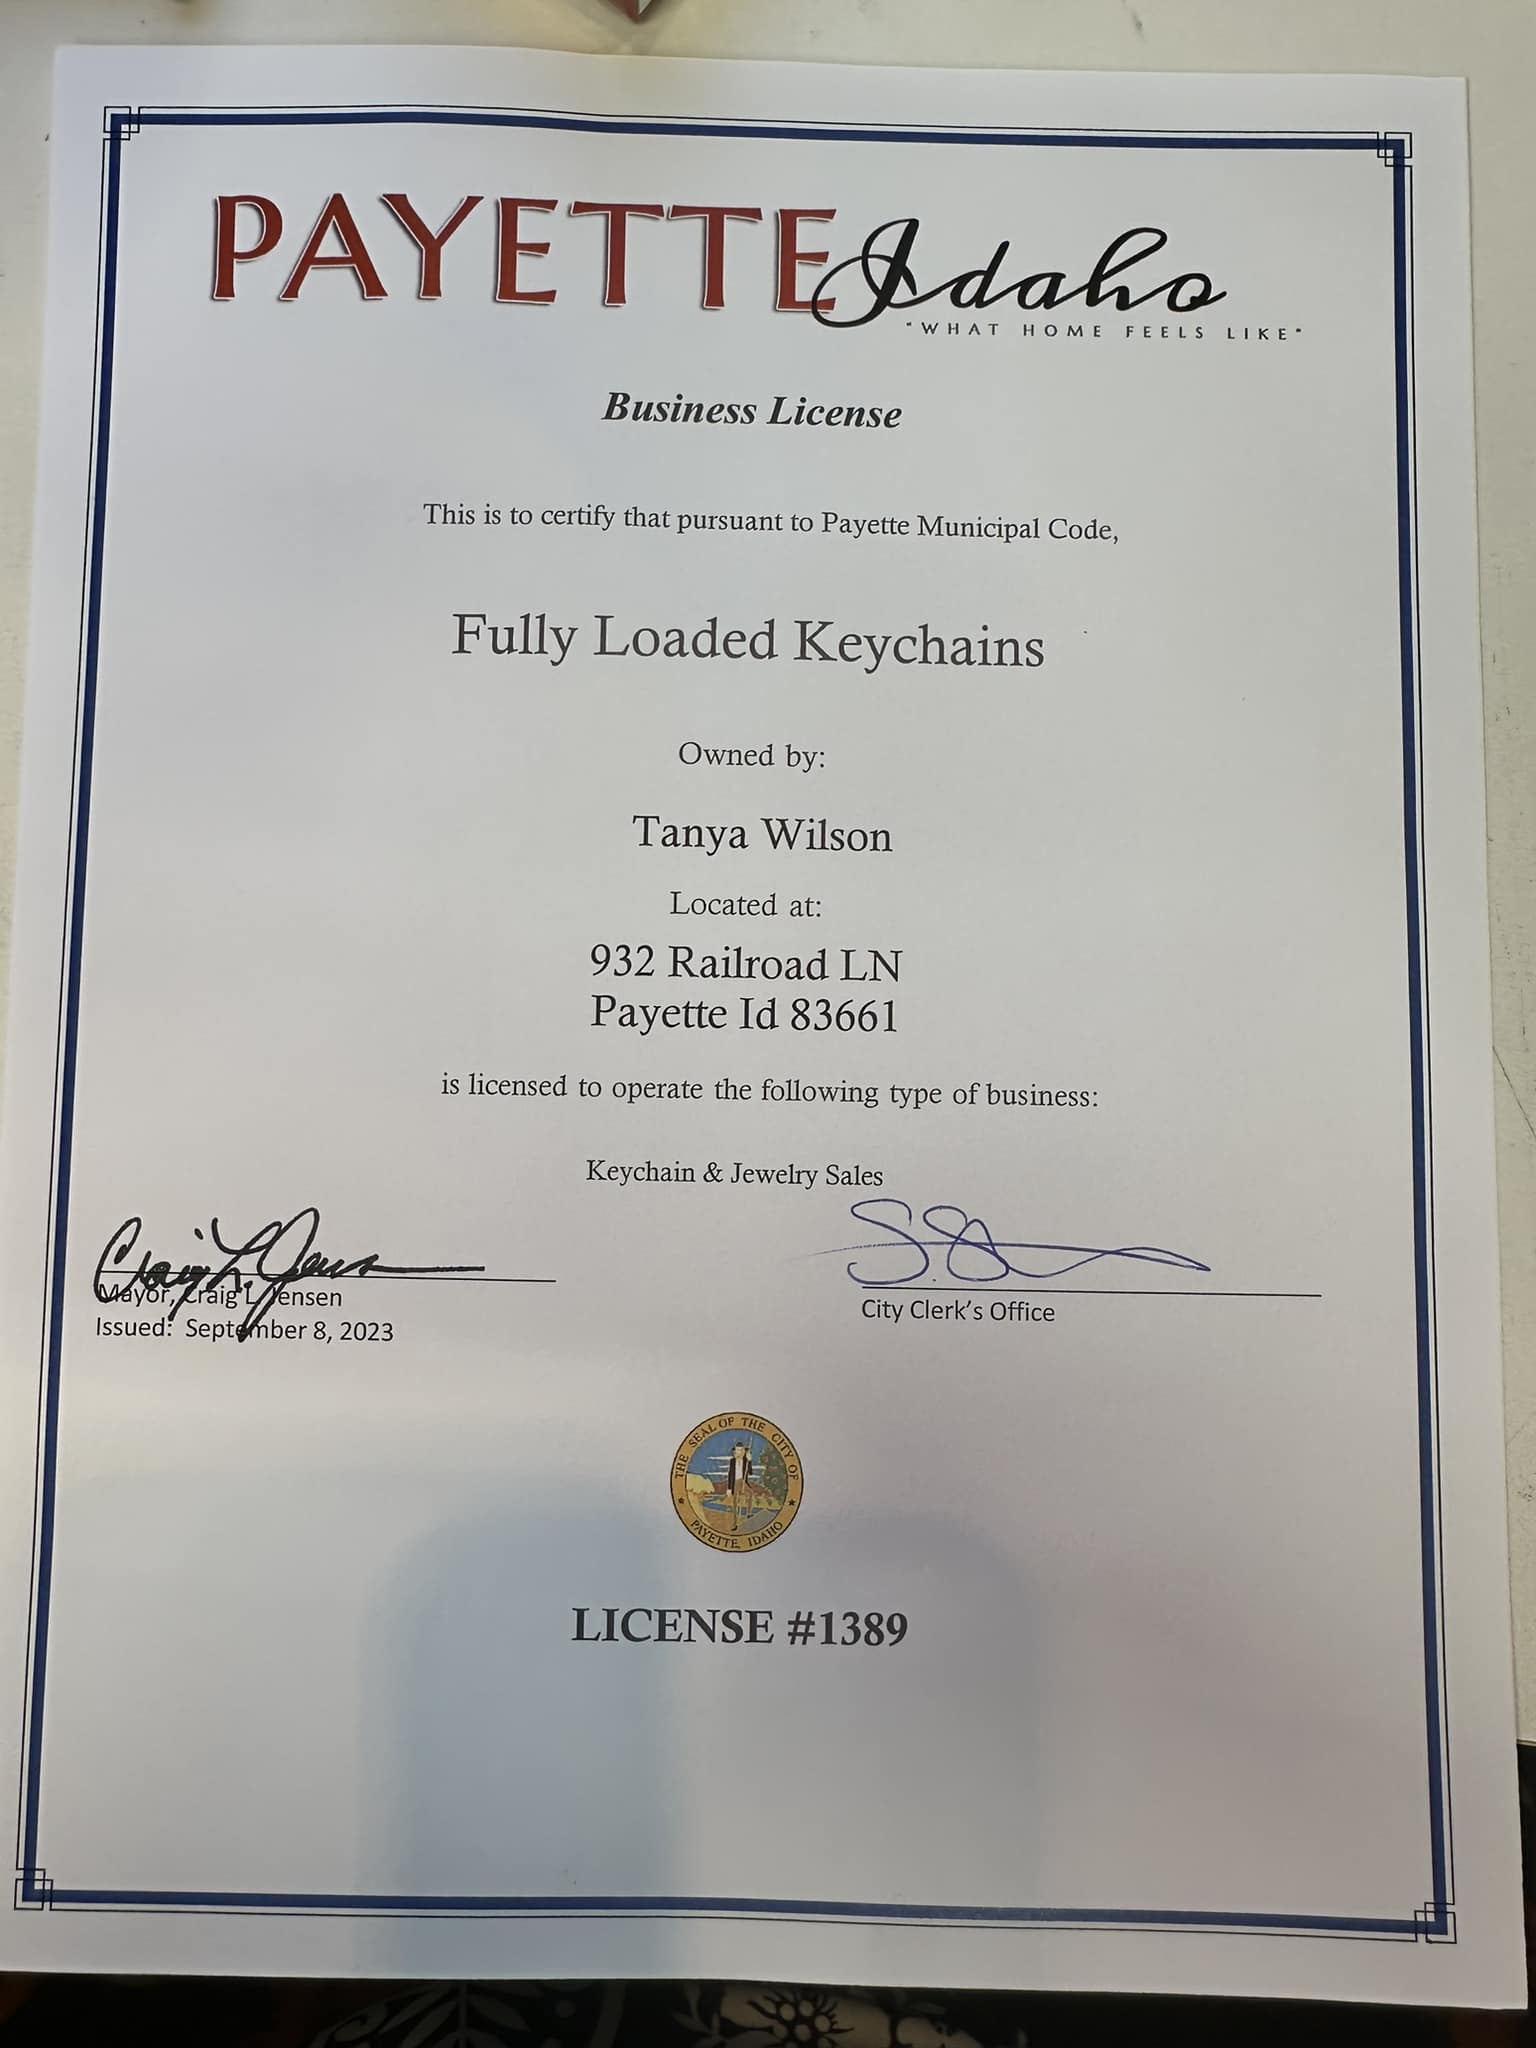 PAYETTE Idaho
"WHAT HOME FEELS LIKE"
Business License
This is to certify that pursuant to Payette Municipal Code,
Fully Loaded Keychains
Owned by:
Tanya Wilson
Located at:
932 Railroad LN
Payette Id 83661
is licensed to operate the following type of business:
Keychain & Jewelry Sales
Craig L. Jensen
Mayor, Craig L. Jensen
Issued: September 8, 2023
City Clerk's Office
THE SEAL OF THE CITY OF
PAYETTE, IDAHO
LICENSE #1389